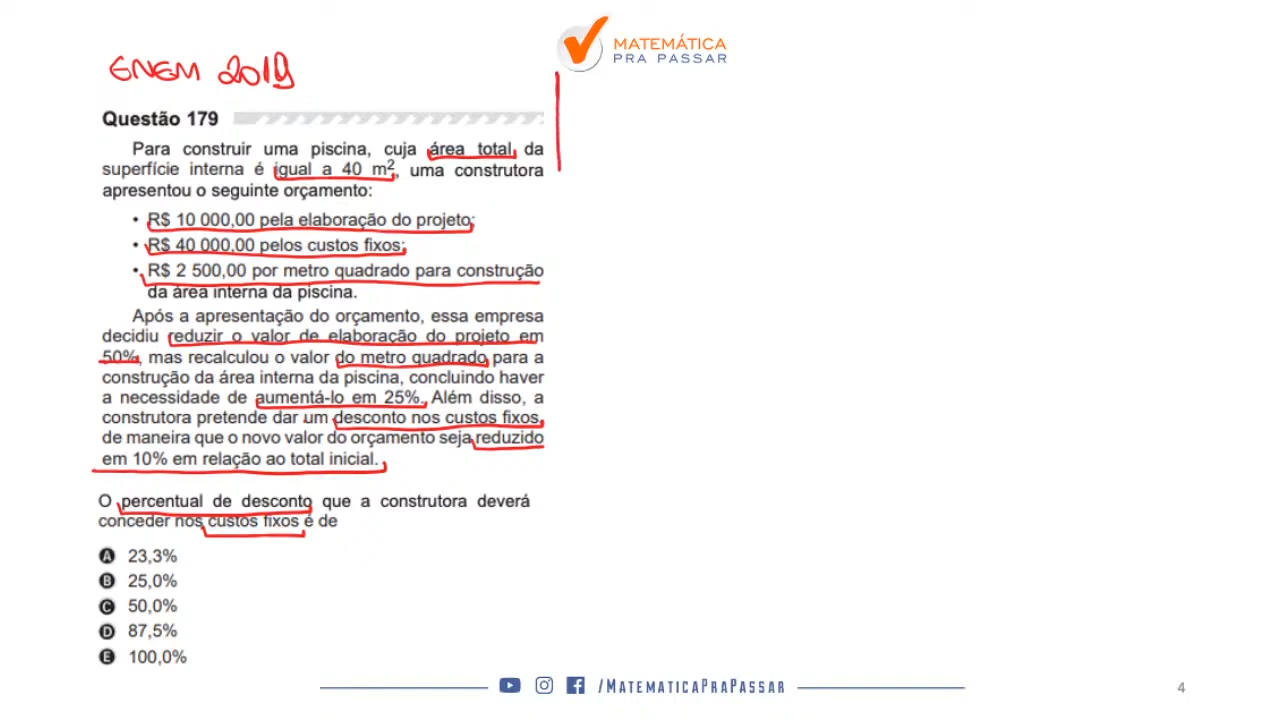 MATEMÁTICA
PRA PASSAR
ENEM 2019
Questão 179
Para construir uma piscina, cuja área total da
superfície interna é igual a 40 m², uma construtora
apresentou o seguinte orçamento:
• R$ 10 000,00 pela elaboração do projeto;
• R$ 40 000,00 pelos custos fixos;
• R$ 2 500,00 por metro quadrado para construção
da área interna da piscina.
Após a apresentação do orçamento, essa empresa
decidiu reduzir o valor de elaboração do projeto em
50%, mas recalculou o valor do metro quadrado para a
construção da área interna da piscina, concluindo haver
a necessidade de aumentá-lo em 25%. Além disso, a
construtora pretende dar um desconto nos custos fixos,
de maneira que o novo valor do orçamento seja reduzido
em 10% em relação ao total inicial.
O percentual de desconto que a construtora deverá
conceder nos custos fixos é de
A 23,3%
B 25,0%
C 50,0%
D 87,5%
E 100,0%
/MATEMATICAPRAPASSAR
4